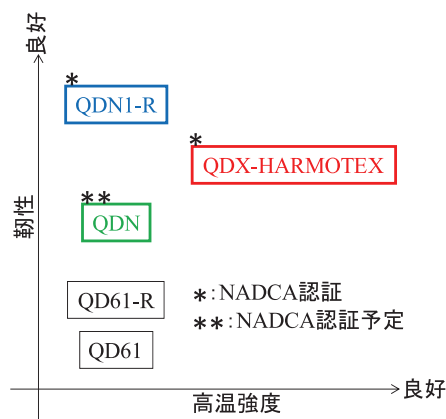 良好
*
QDN1-R
*
QDX-HARMOTEX
**
QDN
靭性
QD61-R
*:NADCA認証
**:NADCA認証予定
QD61
高温強度
良好